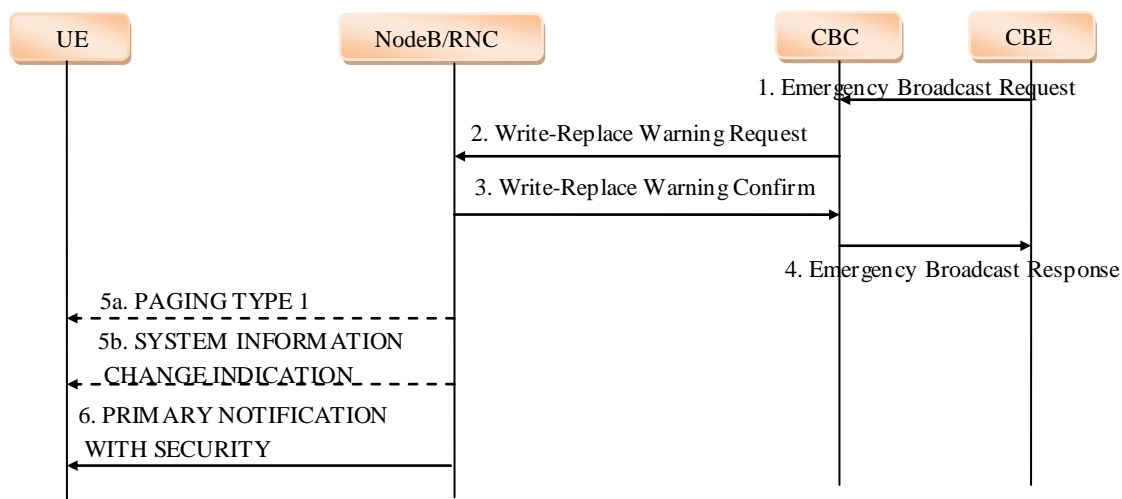 UE
NodeB/RNC
CBC
CBE
1. Emergency Broadcast Request
2. Write-Replace Warning Request
3. Write-Replace Warning Confirm
4. Emergency Broadcast Response
5a. PAGING TYPE 1
5b. SYSTEM INFORMATION
CHANGE INDICATION
6. PRIMARY NOTIFICATION
WITH SECURITY